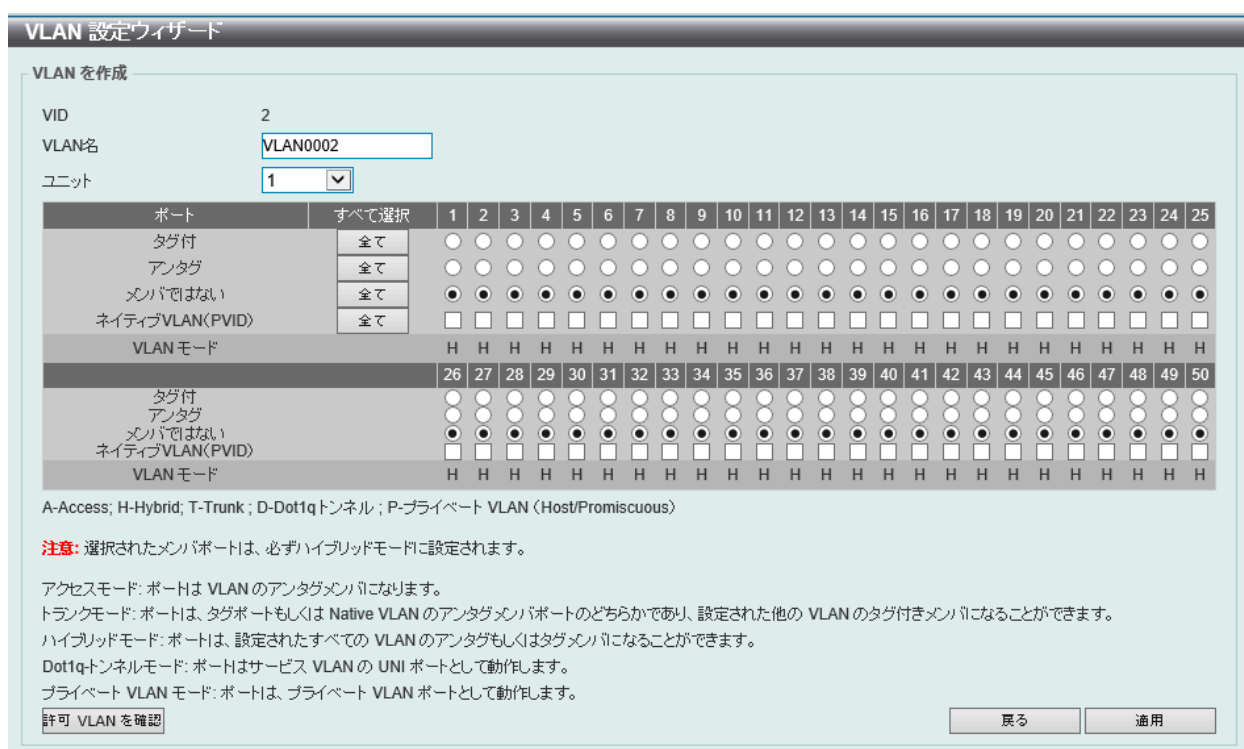 VLAN 設定ウィザード
VLAN を作成
VID 2
VLAN名 VLAN0002
ユニット 1
ポート すべて選択 1 2 3 4 5 6 7 8 9 10 11 12 13 14 15 16 17 18 19 20 21 22 23 24 25
タグ付 全て
アンタグ 全て
メンバではない 全て
ネイティブVLAN(PVID) 全て
VLAN モード H H H H H H H H H H H H H H H H H H H H H H H H H
26 27 28 29 30 31 32 33 34 35 36 37 38 39 40 41 42 43 44 45 46 47 48 49 50
タグ付
アンタグ
メンバではない
ネイティブVLAN(PVID)
VLAN モード H H H H H H H H H H H H H H H H H H H H H H H H H
A-Access; H-Hybrid; T-Trunk ; D-Dot1qトンネル ; P-プライベート VLAN (Host/Promiscuous)
注意: 選択されたメンバポートは、必ずハイブリッドモードに設定されます。
アクセスモード: ポートは VLAN のアンタグメンバになります。
トランクモード: ポートは、タグポートもしくは Native VLAN のアンタグメンバポートのどちらかであり、設定された他の VLAN のタグ付きメンバになることができます。
ハイブリッドモード: ポートは、設定されたすべての VLAN のアンタグもしくはタグメンバになることができます。
Dot1q-トンネルモード: ポートはサービス VLAN の UNI ポートとして動作します。
プライベート VLAN モード: ポートは、プライベート VLAN ポートとして動作します。
許可 VLAN を確認 戻る 適用